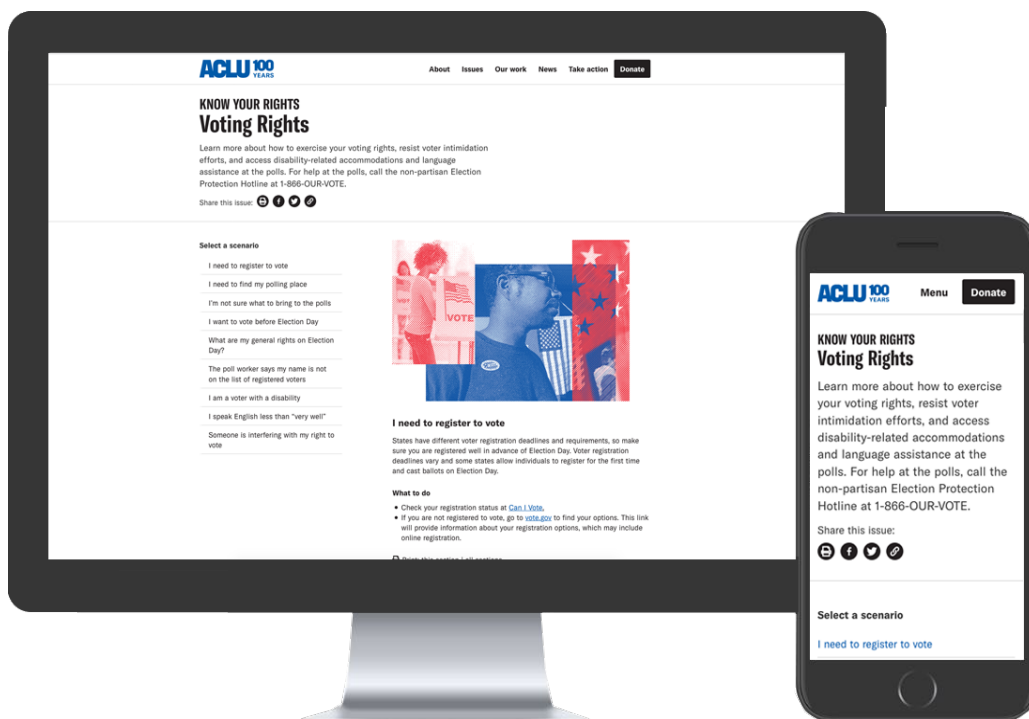 ACLU 100 YEARS
About Issues Our work News Take action Donate
KNOW YOUR RIGHTS
Voting Rights
Learn more about how to exercise your voting rights, resist voter intimidation
efforts, and access disability-related accommodations and language
assistance at the polls. For help at the polls, call the non-partisan Election
Protection Hotline at 1-866-OUR-VOTE.
Share this issue:
Select a scenario
I need to register to vote
I need to find my polling place
I'm not sure what to bring to the polls
I want to vote before Election Day
What are my general rights on Election
Day?
The poll worker says my name is not
on the list of registered voters
I am a voter with a disability
I speak English less than “very well”
Someone is interfering with my right to
vote
VOTE
I need to register to vote
States have different voter registration deadlines and requirements, so make
sure you are registered well in advance of Election Day. Voter registration
deadlines vary and some states allow individuals to register for the first time
and cast ballots on Election Day.
What to do
• Check your registration status at Can I Vote.
• If you are not registered to vote, go to vote.gov to find your options. This link
will provide information about your registration options, which may include
online registration.
Print this section | all sections
ACLU 100 YEARS
Menu Donate
KNOW YOUR RIGHTS
Voting Rights
Learn more about how to exercise
your voting rights, resist voter
intimidation efforts, and access
disability-related accommodations
and language assistance at the
polls. For help at the polls, call the
non-partisan Election Protection
Hotline at 1-866-OUR-VOTE.
Share this issue:
Select a scenario
I need to register to vote